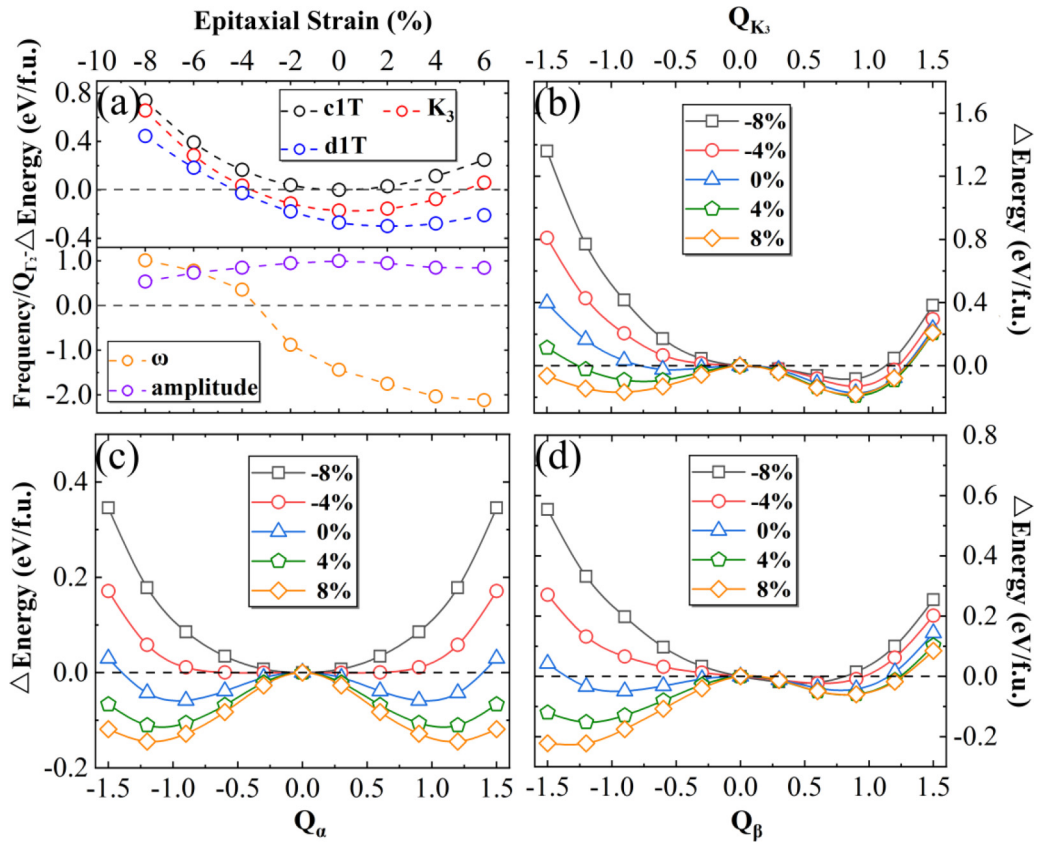 Epitaxial Strain (%)
-10 -8 -6 -4 -2 0 2 4 6
(a)
c1T K₃
d1T
0.8
0.4
0.0
-0.4
1.0
0.0
-1.0
-2.0
Frequency/Q_Γ₂- △Energy (eV/f.u.)
ω
amplitude
Q_K₃
-1.5 -1.0 -0.5 0.0 0.5 1.0 1.5
(b)
-8%
-4%
0%
4%
8%
1.6
1.2
0.8
0.4
0.0
△Energy (eV/f.u.)
(c)
-8%
-4%
0%
4%
8%
0.4
0.2
0.0
-0.2
△Energy (eV/f.u.)
-1.5 -1.0 -0.5 0.0 0.5 1.0 1.5
Q_α
(d)
-8%
-4%
0%
4%
8%
0.8
0.6
0.4
0.2
0.0
-0.2
△Energy (eV/f.u.)
-1.5 -1.0 -0.5 0.0 0.5 1.0 1.5
Q_β